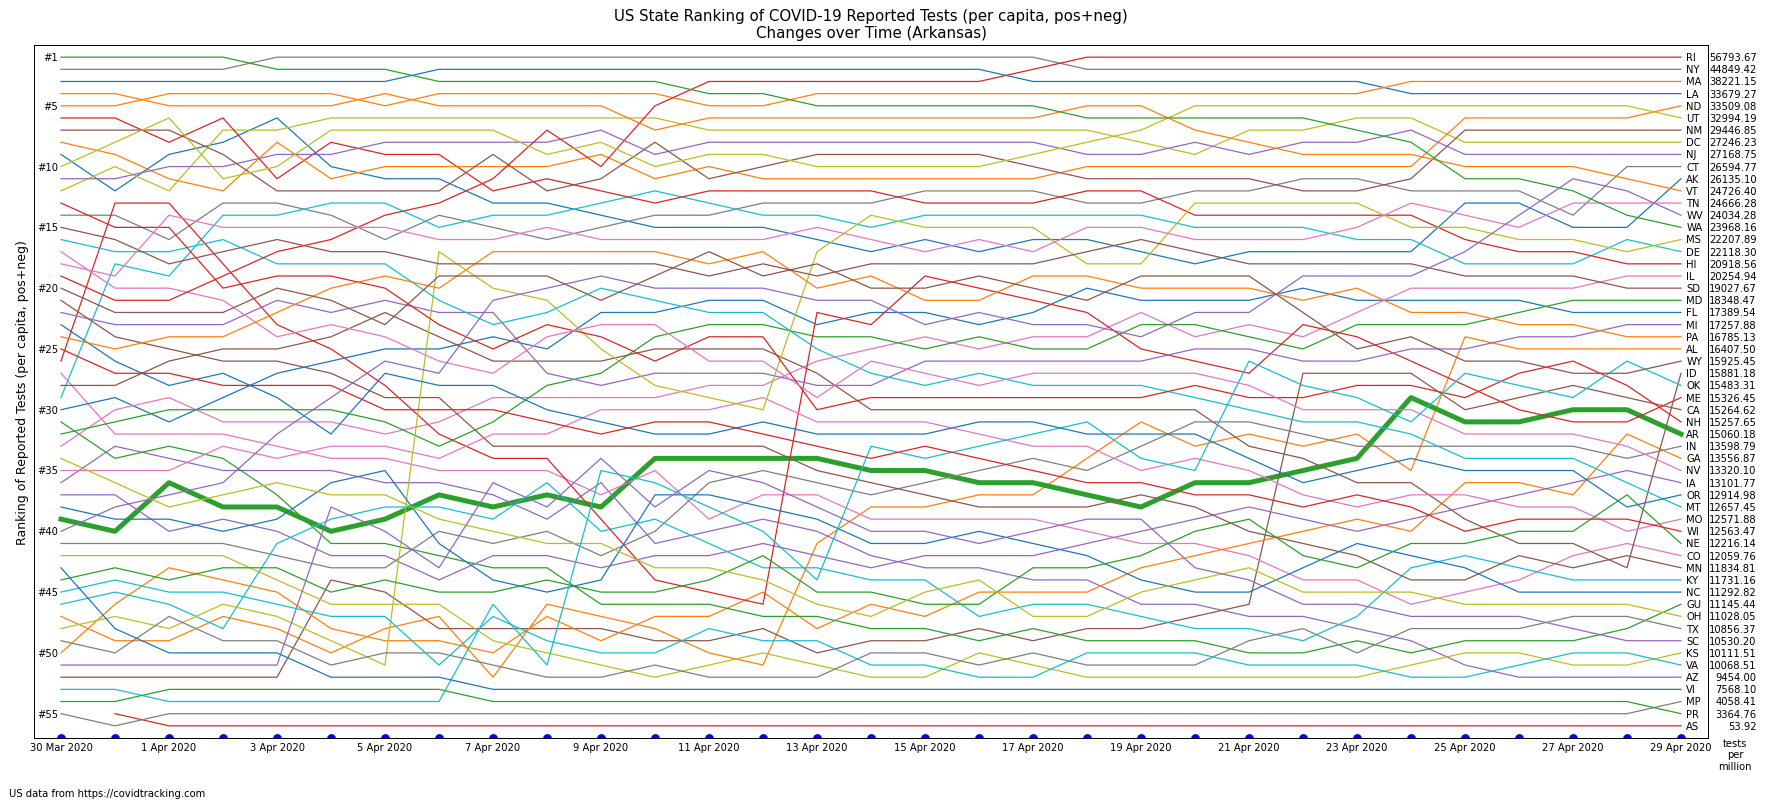 US State Ranking of COVID-19 Reported Tests (per capita, pos+neg)
Changes over Time (Arkansas)
Ranking of Reported Tests (per capita, pos+neg)
#1
#5
#10
#15
#20
#25
#30
#35
#40
#45
#50
#55
RI 56793.67
NY 44849.42
MA 38221.15
LA 33679.27
ND 33509.08
UT 32994.19
NM 29446.85
DC 27246.23
NJ 27168.75
CT 26594.77
AK 26135.10
VT 24726.40
TN 24666.28
WV 24034.28
WA 23968.16
MS 22207.89
DE 22118.30
HI 20918.56
IL 20254.94
SD 19027.67
MD 18348.47
FL 17389.54
MI 17257.88
PA 16785.13
AL 16407.50
WY 15925.45
ID 15881.18
OK 15483.31
ME 15326.45
CA 15264.62
NH 15257.65
AR 15060.18
IN 13598.79
GA 13556.87
NV 13320.10
IA 13101.77
OR 12914.98
MT 12657.45
MO 12571.88
WI 12563.47
NE 12216.14
CO 12059.76
MN 11834.81
KY 11731.16
NC 11292.82
GU 11145.44
OH 11028.05
TX 10856.37
SC 10530.20
KS 10111.51
VA 10068.51
AZ 9454.00
VI 7568.10
MP 4058.41
PR 3364.76
AS 53.92
30 Mar 2020 1 Apr 2020 3 Apr 2020 5 Apr 2020 7 Apr 2020 9 Apr 2020 11 Apr 2020 13 Apr 2020 15 Apr 2020 17 Apr 2020 19 Apr 2020 21 Apr 2020 23 Apr 2020 25 Apr 2020 27 Apr 2020 29 Apr 2020
tests
per
million
US data from https://covidtracking.com